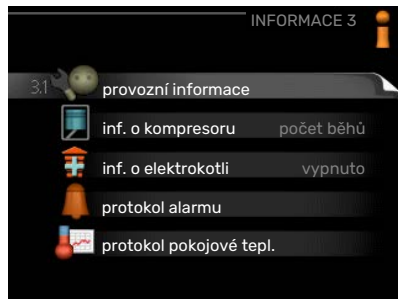 INFORMACE 3
3.1 provozní informace
inf. o kompresoru počet běhů
inf. o elektrokotli vypnuto
protokol alarmu
protokol pokojové tepl.